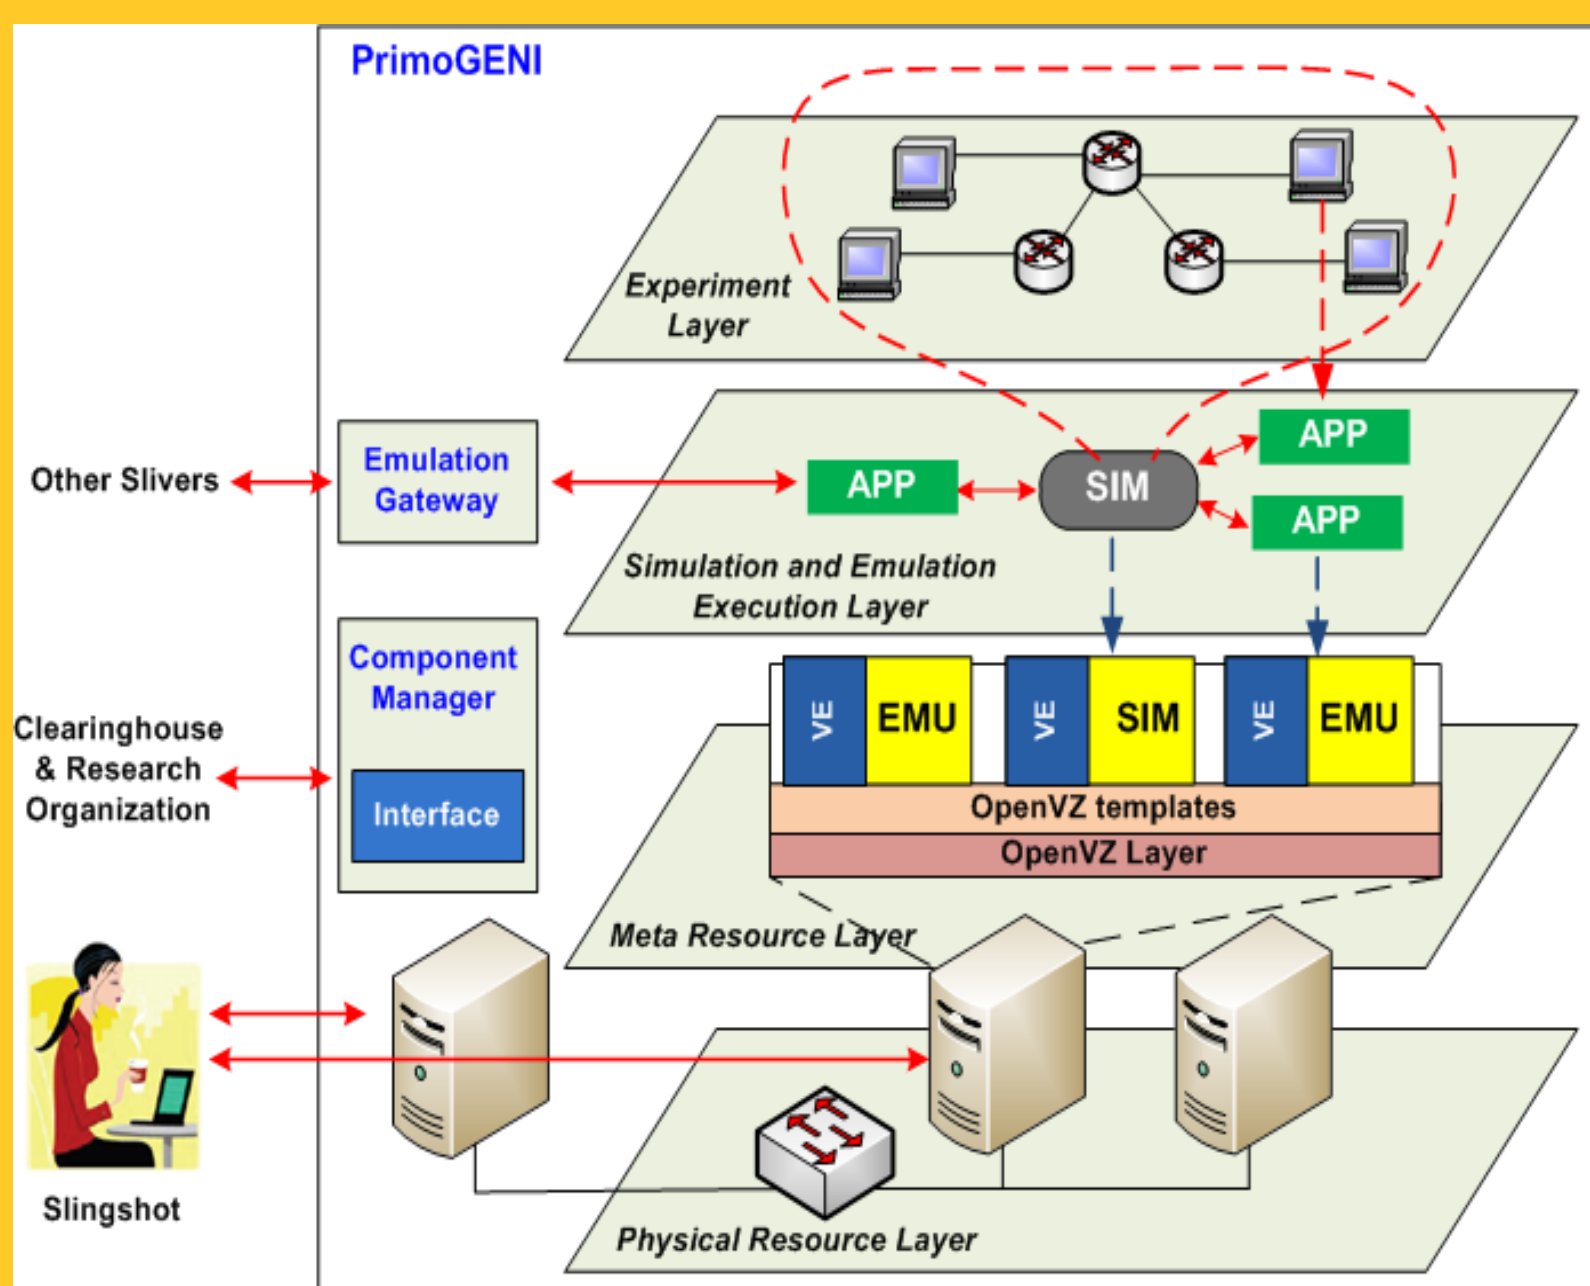 PrimoGENI
Experiment
Layer
Other Slivers
Emulation
Gateway
APP
SIM
APP
APP
Simulation and Emulation
Execution Layer
Component
Manager
Interface
Clearinghouse
& Research
Organization
VE
EMU
VE
SIM
VE
EMU
OpenVZ templates
OpenVZ Layer
Meta Resource Layer
Slingshot
Physical Resource Layer